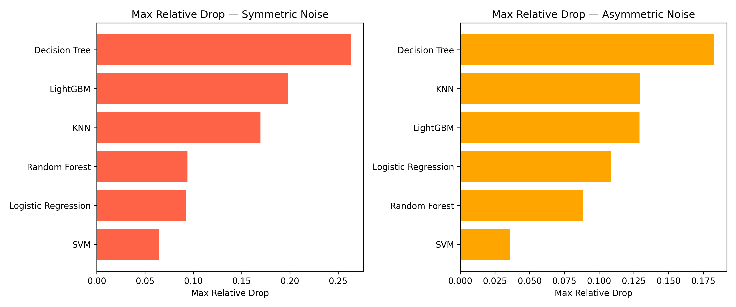 Max Relative Drop — Symmetric Noise
Decision Tree
LightGBM
KNN
Random Forest
Logistic Regression
SVM
0.00 0.05 0.10 0.15 0.20 0.25
Max Relative Drop
Max Relative Drop — Asymmetric Noise
Decision Tree
KNN
LightGBM
Logistic Regression
Random Forest
SVM
0.000 0.025 0.050 0.075 0.100 0.125 0.150 0.175
Max Relative Drop